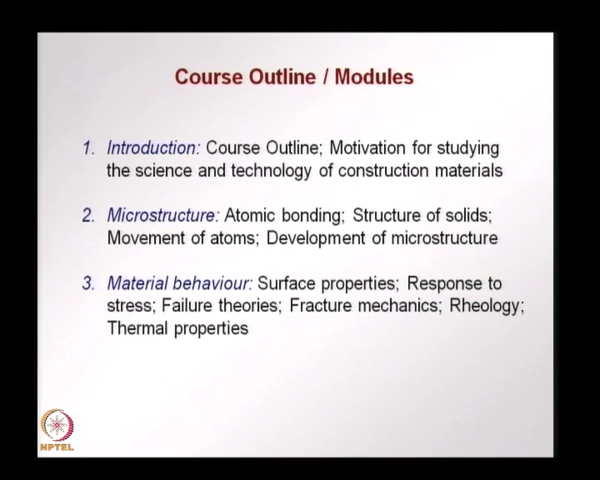 Course Outline / Modules
1. Introduction: Course Outline; Motivation for studying
the science and technology of construction materials
2. Microstructure: Atomic bonding; Structure of solids;
Movement of atoms; Development of microstructure
3. Material behaviour: Surface properties; Response to
stress; Failure theories; Fracture mechanics; Rheology;
Thermal properties
NPTEL